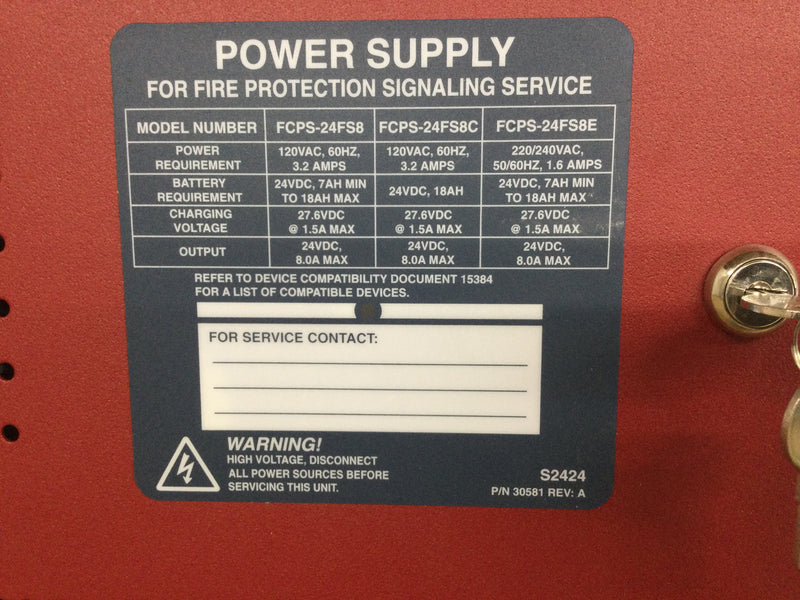 POWER SUPPLY
FOR FIRE PROTECTION SIGNALING SERVICE
MODEL NUMBER FCPS-24FS8 FCPS-24FS8C FCPS-24FS8E
POWER 120VAC, 60HZ, 120VAC, 60HZ, 220/240VAC,
REQUIREMENT 3.2 AMPS 3.2 AMPS 50/60HZ, 1.6 AMPS
BATTERY 24VDC, 7AH MIN 24VDC, 18AH 24VDC, 7AH MIN
REQUIREMENT TO 18AH MAX TO 18AH MAX
CHARGING 27.6VDC 27.6VDC 27.6VDC
VOLTAGE @ 1.5A MAX @ 1.5A MAX @ 1.5A MAX
OUTPUT 24VDC, 24VDC, 24VDC,
8.0A MAX 8.0A MAX 8.0A MAX
REFER TO DEVICE COMPATIBILITY DOCUMENT 15384
FOR A LIST OF COMPATIBLE DEVICES.
FOR SERVICE CONTACT:
WARNING!
HIGH VOLTAGE, DISCONNECT
ALL POWER SOURCES BEFORE
SERVICING THIS UNIT.
S2424
P/N 30581 REV: A